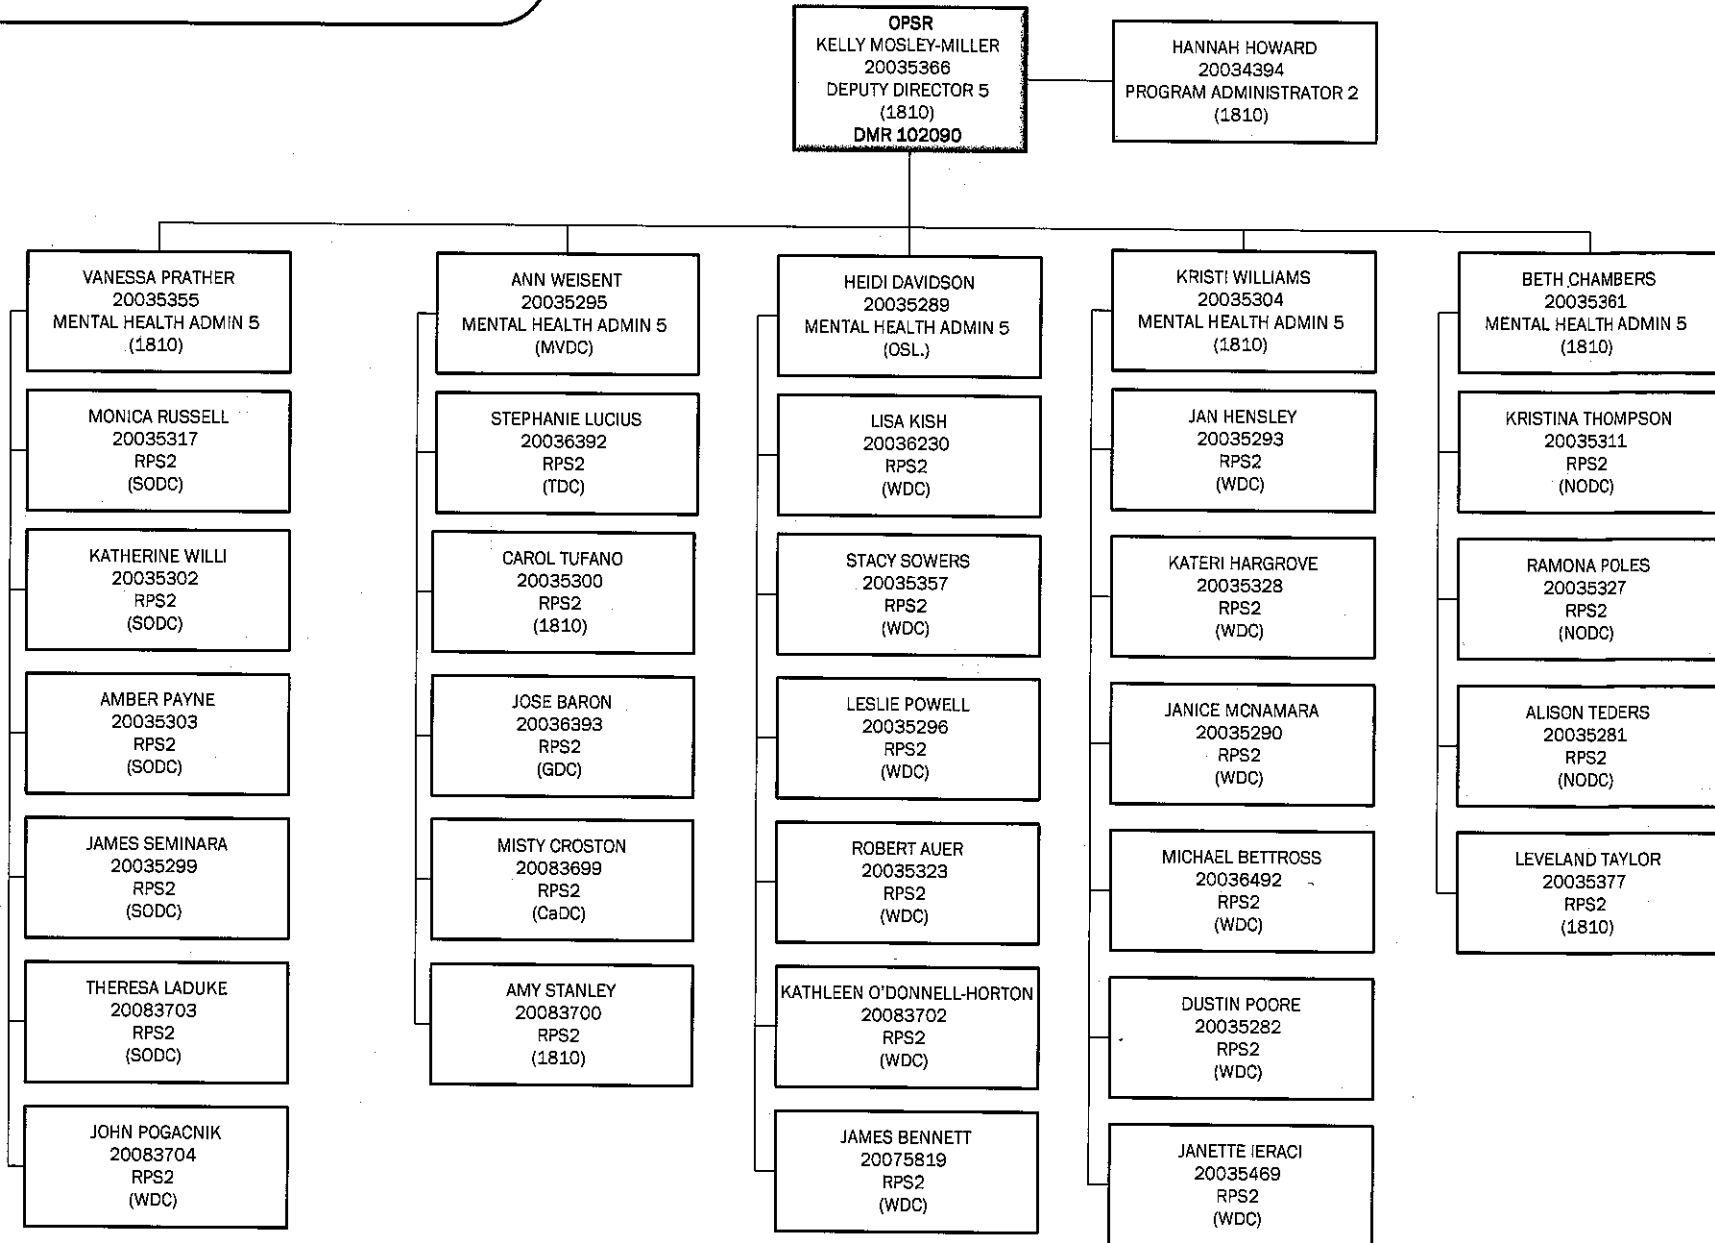 OPSR
KELLY MOSLEY-MILLER
20035366
DEPUTY DIRECTOR 5
(1810)
DMR 102090
HANNAH HOWARD
20034394
PROGRAM ADMINISTRATOR 2
(1810)
VANESSA PRATHER
20035355
MENTAL HEALTH ADMIN 5
(1810)
MONICA RUSSELL
20035317
RPS2
(SODC)
KATHERINE WILLI
20035302
RPS2
(SODC)
AMBER PAYNE
20035303
RPS2
(SODC)
JAMES SEMINARA
20035299
RPS2
(SODC)
THERESA LADUKE
20083703
RPS2
(SODC)
JOHN POGACNIK
20083704
RPS2
(WDC)
ANN WEISENT
20035295
MENTAL HEALTH ADMIN 5
(MVDC)
STEPHANIE LUCIUS
20036392
RPS2
(TDC)
CAROL TUFANO
20035300
RPS2
(1810)
JOSE BARON
20036393
RPS2
(GDC)
MISTY CROSTON
20083699
RPS2
(CaDC)
AMY STANLEY
20083700
RPS2
(1810)
HEIDI DAVIDSON
20035289
MENTAL HEALTH ADMIN 5
(OSL.)
LISA KISH
20036230
RPS2
(WDC)
STACY SOWERS
20035357
RPS2
(WDC)
LESLIE POWELL
20035296
RPS2
(WDC)
ROBERT AUER
20035323
RPS2
(WDC)
KATHLEEN O'DONNELL-HORTON
20083702
RPS2
(WDC)
JAMES BENNETT
20075819
RPS2
(WDC)
KRISTI WILLIAMS
20035304
MENTAL HEALTH ADMIN 5
(1810)
JAN HENSLEY
20035293
RPS2
(WDC)
KATERI HARGROVE
20035328
RPS2
(WDC)
JANICE MCNAMARA
20035290
RPS2
(WDC)
MICHAEL BETTROSS
20036492
RPS2
(WDC)
DUSTIN POORE
20035282
RPS2
(WDC)
JANETTE IERACI
20035469
RPS2
(WDC)
BETH CHAMBERS
20035361
MENTAL HEALTH ADMIN 5
(1810)
KRISTINA THOMPSON
20035311
RPS2
(NODC)
RAMONA POLES
20035327
RPS2
(NODC)
ALISON TEDERS
20035281
RPS2
(NODC)
LEVELAND TAYLOR
20035377
RPS2
(1810)